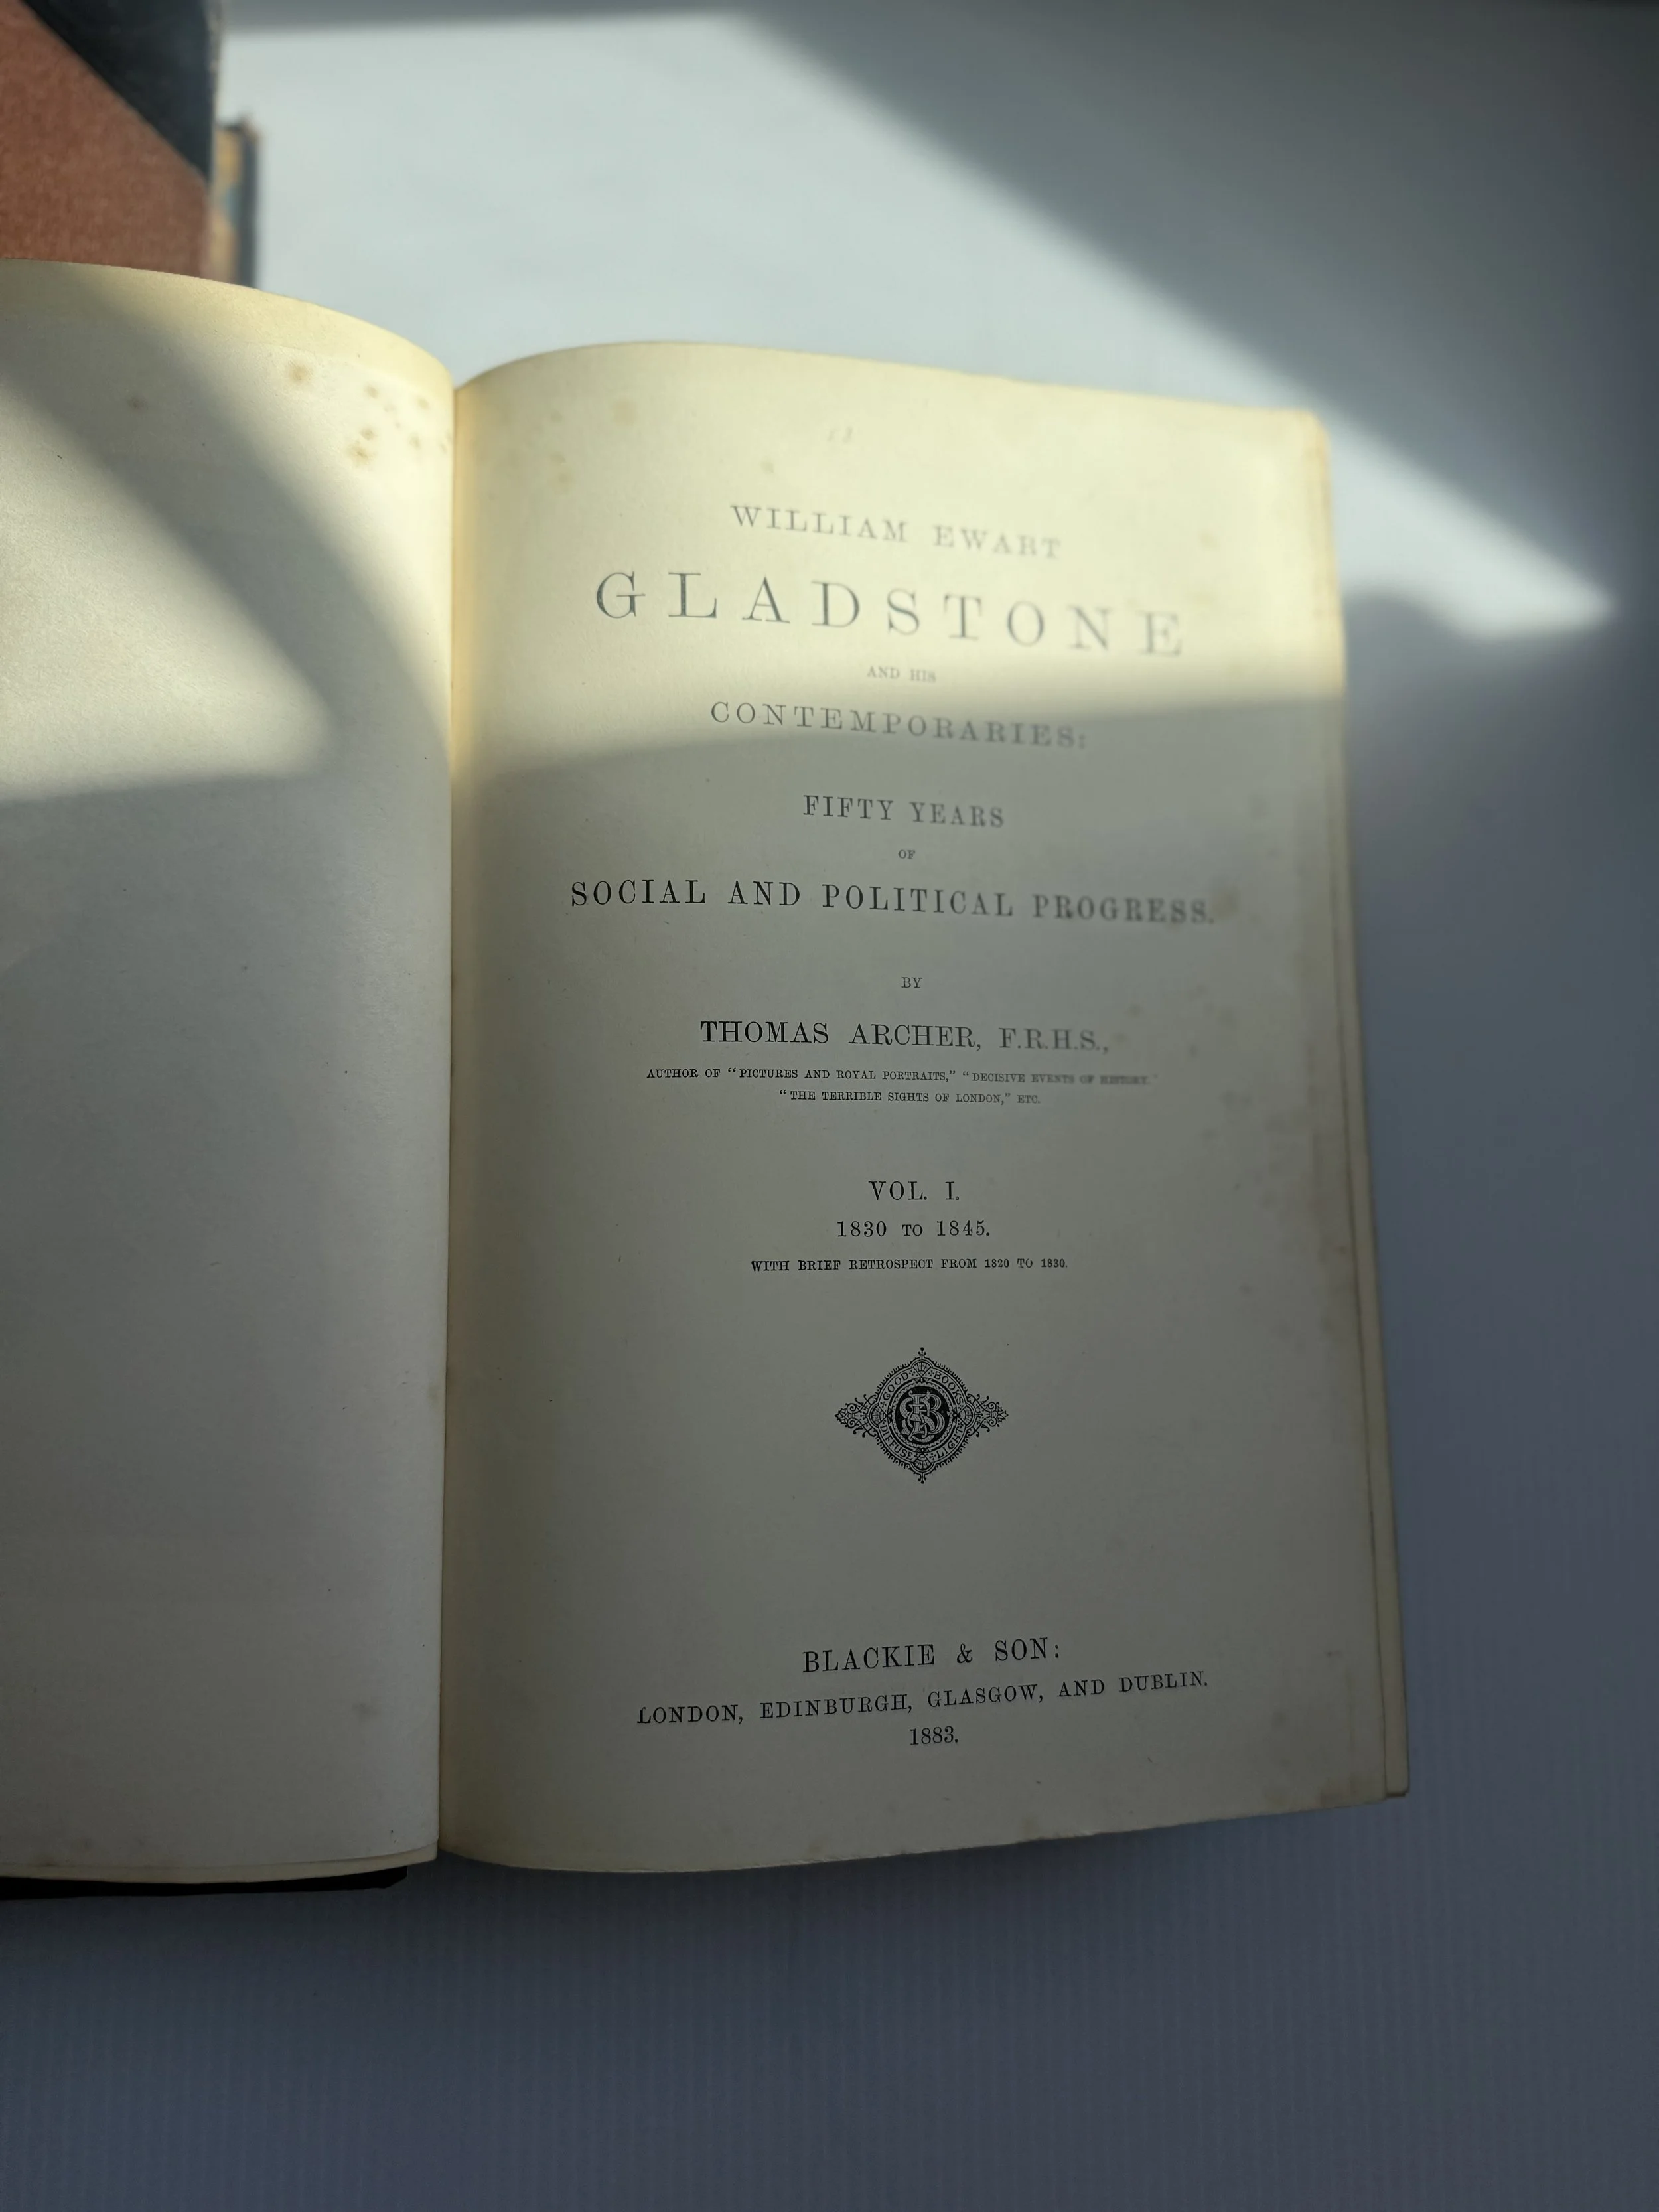 WILLIAM EWART
GLADSTONE
AND HIS
CONTEMPORARIES:
FIFTY YEARS
OF
SOCIAL AND POLITICAL PROGRESS.
BY
THOMAS ARCHER, F.R.H.S.,
AUTHOR OF "PICTURES AND ROYAL PORTRAITS," "DECISIVE EVENTS OF HISTORY."
"THE TERRIBLE SIGHTS OF LONDON," ETC.
VOL. I.
1830 TO 1845.
WITH BRIEF RETROSPECT FROM 1820 TO 1830.
GOOD BOOKS
DIFFUSE LIGHT
BLACKIE & SON:
LONDON, EDINBURGH, GLASGOW, AND DUBLIN.
1883.